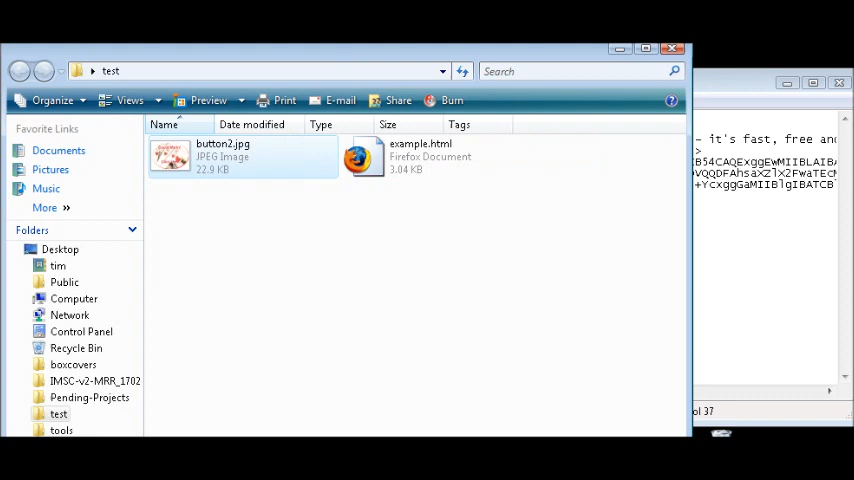 test
Search
Organize Views Preview Print E-mail Share Burn
Favorite Links
Documents
Pictures
Music
More »
Folders
Desktop
tim
Public
Computer
Network
Control Panel
Recycle Bin
boxcovers
IMSC-v2-MRR_1702
Pending-Projects
test
tools
Name Date modified Type Size Tags
button2.jpg
JPEG Image
22.9 KB
example.html
Firefox Document
3.04 KB
- it's fast, free and
>
B54CAQExggEwMIIBLAIBA
+YcxggGaMIIBlgIBATCBl
ol 37